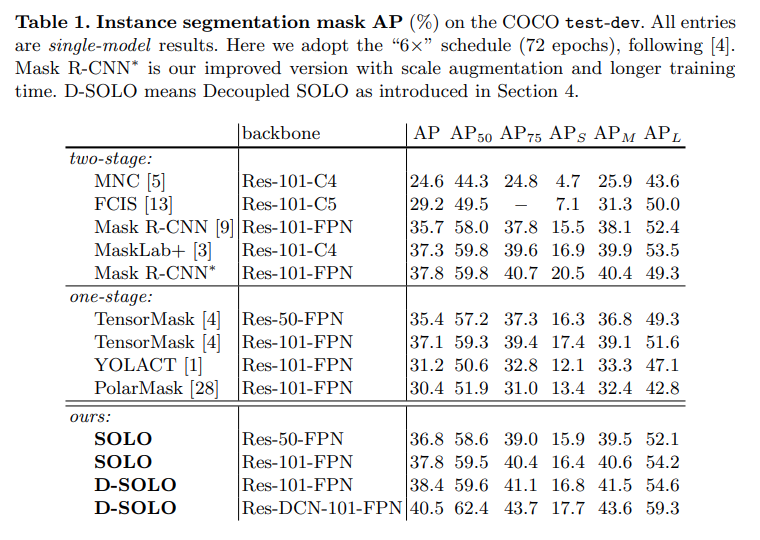 Table 1. Instance segmentation mask AP (%) on the COCO test-dev. All entries
are single-model results. Here we adopt the “6×” schedule (72 epochs), following [4].
Mask R-CNN* is our improved version with scale augmentation and longer training
time. D-SOLO means Decoupled SOLO as introduced in Section 4.
backbone AP AP50 AP75 APS APM APL
two-stage:
MNC [5] Res-101-C4 24.6 44.3 24.8 4.7 25.9 43.6
FCIS [13] Res-101-C5 29.2 49.5 − 7.1 31.3 50.0
Mask R-CNN [9] Res-101-FPN 35.7 58.0 37.8 15.5 38.1 52.4
MaskLab+ [3] Res-101-C4 37.3 59.8 39.6 16.9 39.9 53.5
Mask R-CNN* Res-101-FPN 37.8 59.8 40.7 20.5 40.4 49.3
one-stage:
TensorMask [4] Res-50-FPN 35.4 57.2 37.3 16.3 36.8 49.3
TensorMask [4] Res-101-FPN 37.1 59.3 39.4 17.4 39.1 51.6
YOLACT [1] Res-101-FPN 31.2 50.6 32.8 12.1 33.3 47.1
PolarMask [28] Res-101-FPN 30.4 51.9 31.0 13.4 32.4 42.8
ours:
SOLO Res-50-FPN 36.8 58.6 39.0 15.9 39.5 52.1
SOLO Res-101-FPN 37.8 59.5 40.4 16.4 40.6 54.2
D-SOLO Res-101-FPN 38.4 59.6 41.1 16.8 41.5 54.6
D-SOLO Res-DCN-101-FPN 40.5 62.4 43.7 17.7 43.6 59.3